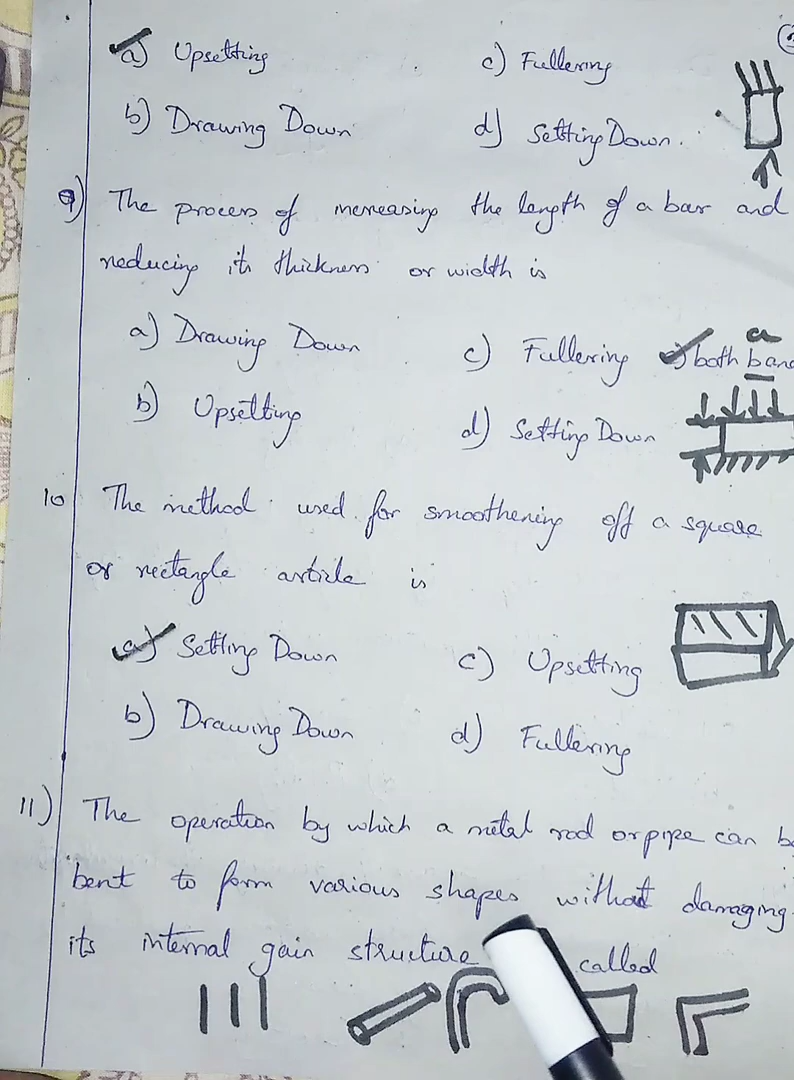 a) Upsetting c) Fullering
b) Drawing Down d) Setting Down.
9) The process of increasing the length of a bar and
reducing its thickness or width is
a) Drawing Down c) Fullering e) both b and
a
b) Upsetting d) Setting Down
10 The method used for smoothening off a square
or rectangle article is
a) Setting Down c) Upsetting
b) Drawing Down d) Fullering
11) The operation by which a metal rod or pipe can be
bent to form various shapes without damaging
its internal gain structure called